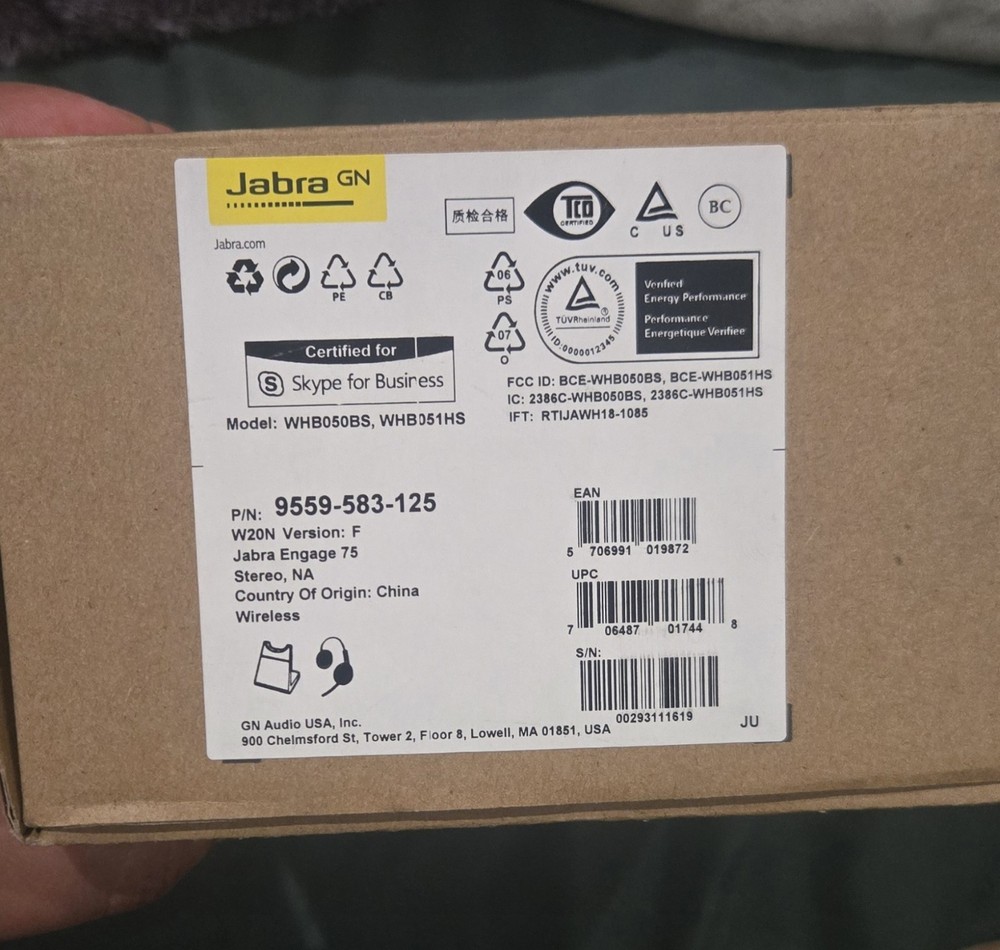 Jabra GN
Jabra.com
质检合格
TCO
CERTIFIED
C US
BC
PE
CB
06
PS
07
O
www.tuv.com
TÜVRheinland
®
ID:0000012345
Verified
Energy Performance
Performance
Energetique Verifiee
Certified for
S Skype for Business
Model: WHB050BS, WHB051HS
FCC ID: BCE-WHB050BS, BCE-WHB051HS
IC: 2386C-WHB050BS, 2386C-WHB051HS
IFT: RTIJAWH18-1085
P/N: 9559-583-125
W20N Version: F
Jabra Engage 75
Stereo, NA
Country Of Origin: China
Wireless
EAN
5 706991 019872
UPC
7 06487 01744 8
S/N:
00293111619
GN Audio USA, Inc.
900 Chelmsford St, Tower 2, Floor 8, Lowell, MA 01851, USA
JU